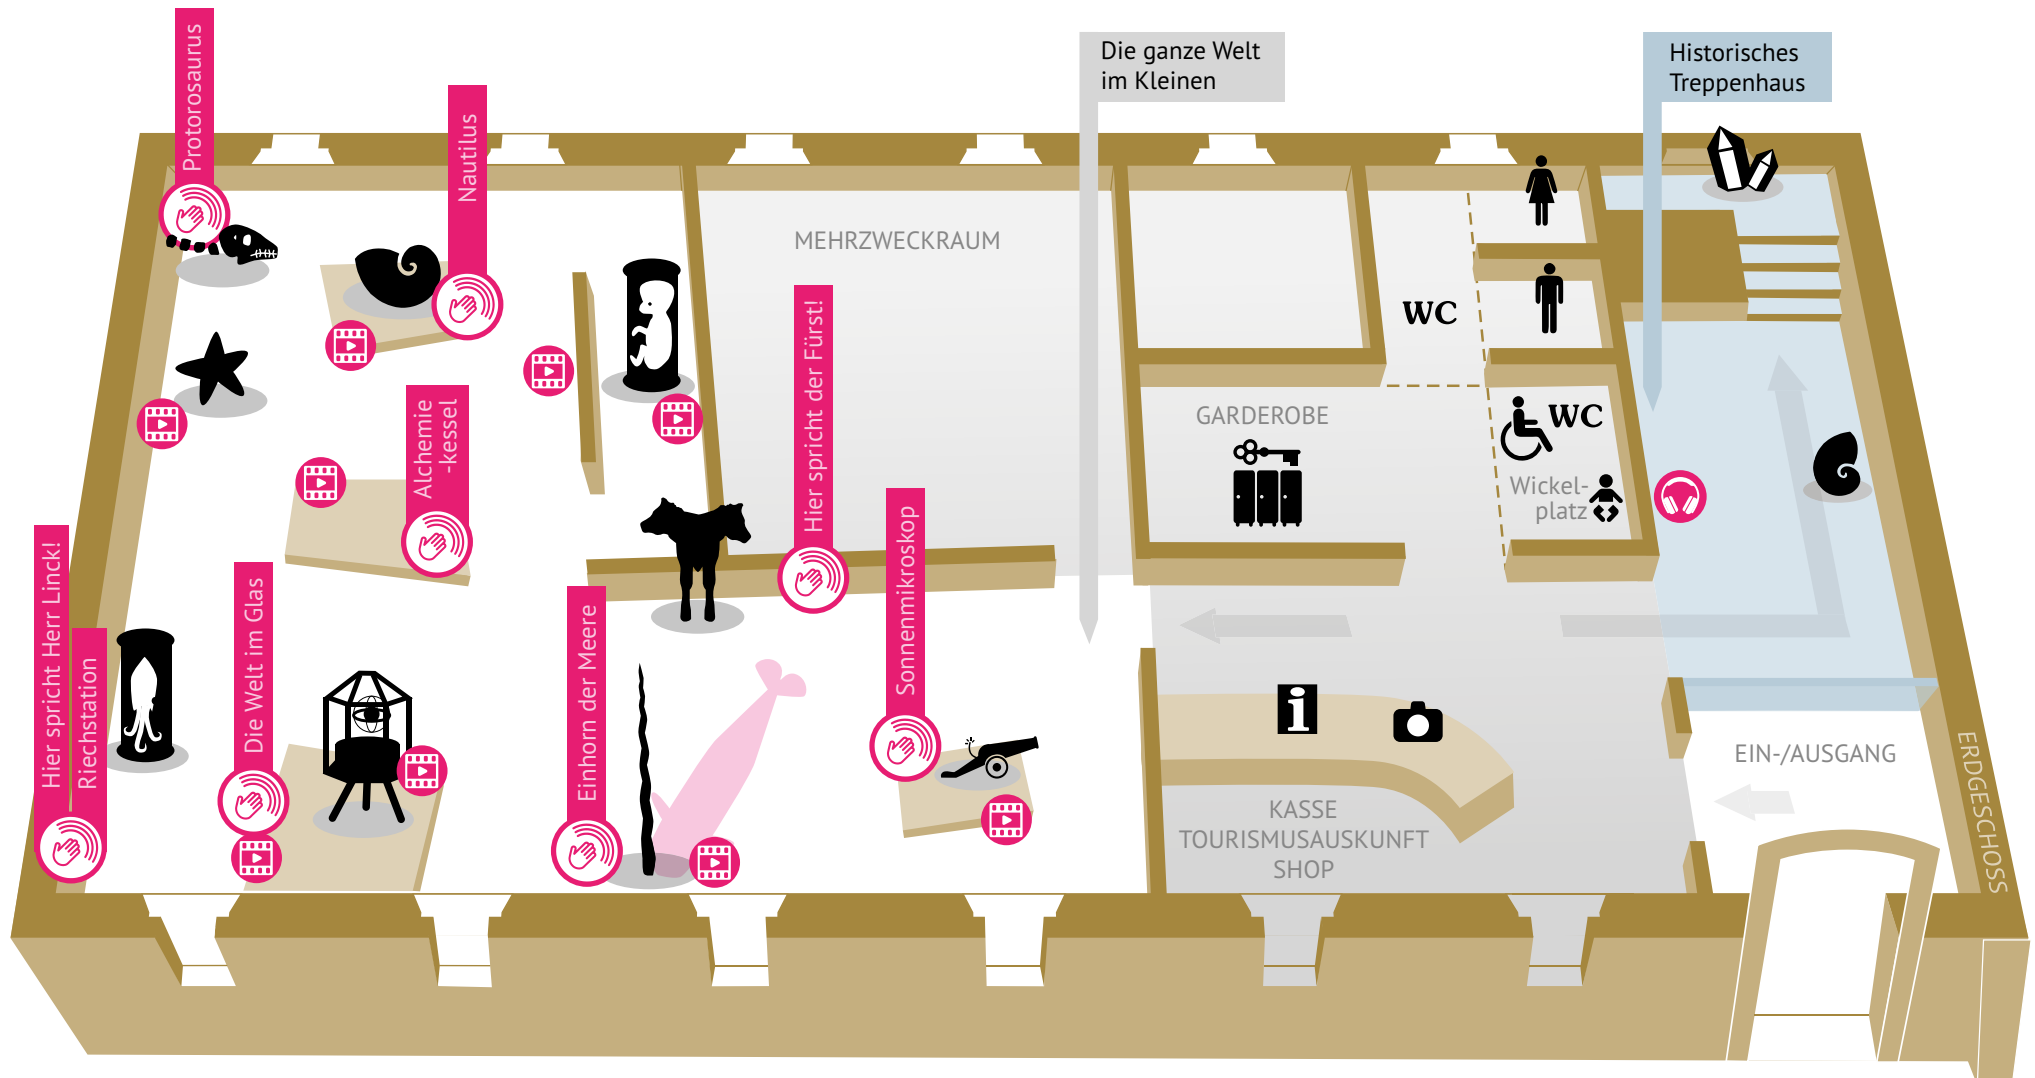 Protorosaurus
Nautilus
Die ganze Welt
im Kleinen
Historisches
Treppenhaus
MEHRZWECKRAUM
Hier spricht der Fürst!
WC
Alchemie
-kessel
GARDEROBE
WC
Wickel-
platz
Sonnenmikroskop
Hier spricht Herr Linck!
Riechstation
Die Welt im Glas
Einhorn der Meere
i
EIN-/AUSGANG
ERDGESCHOSS
KASSE
TOURISMUSAUSKUNFT
SHOP